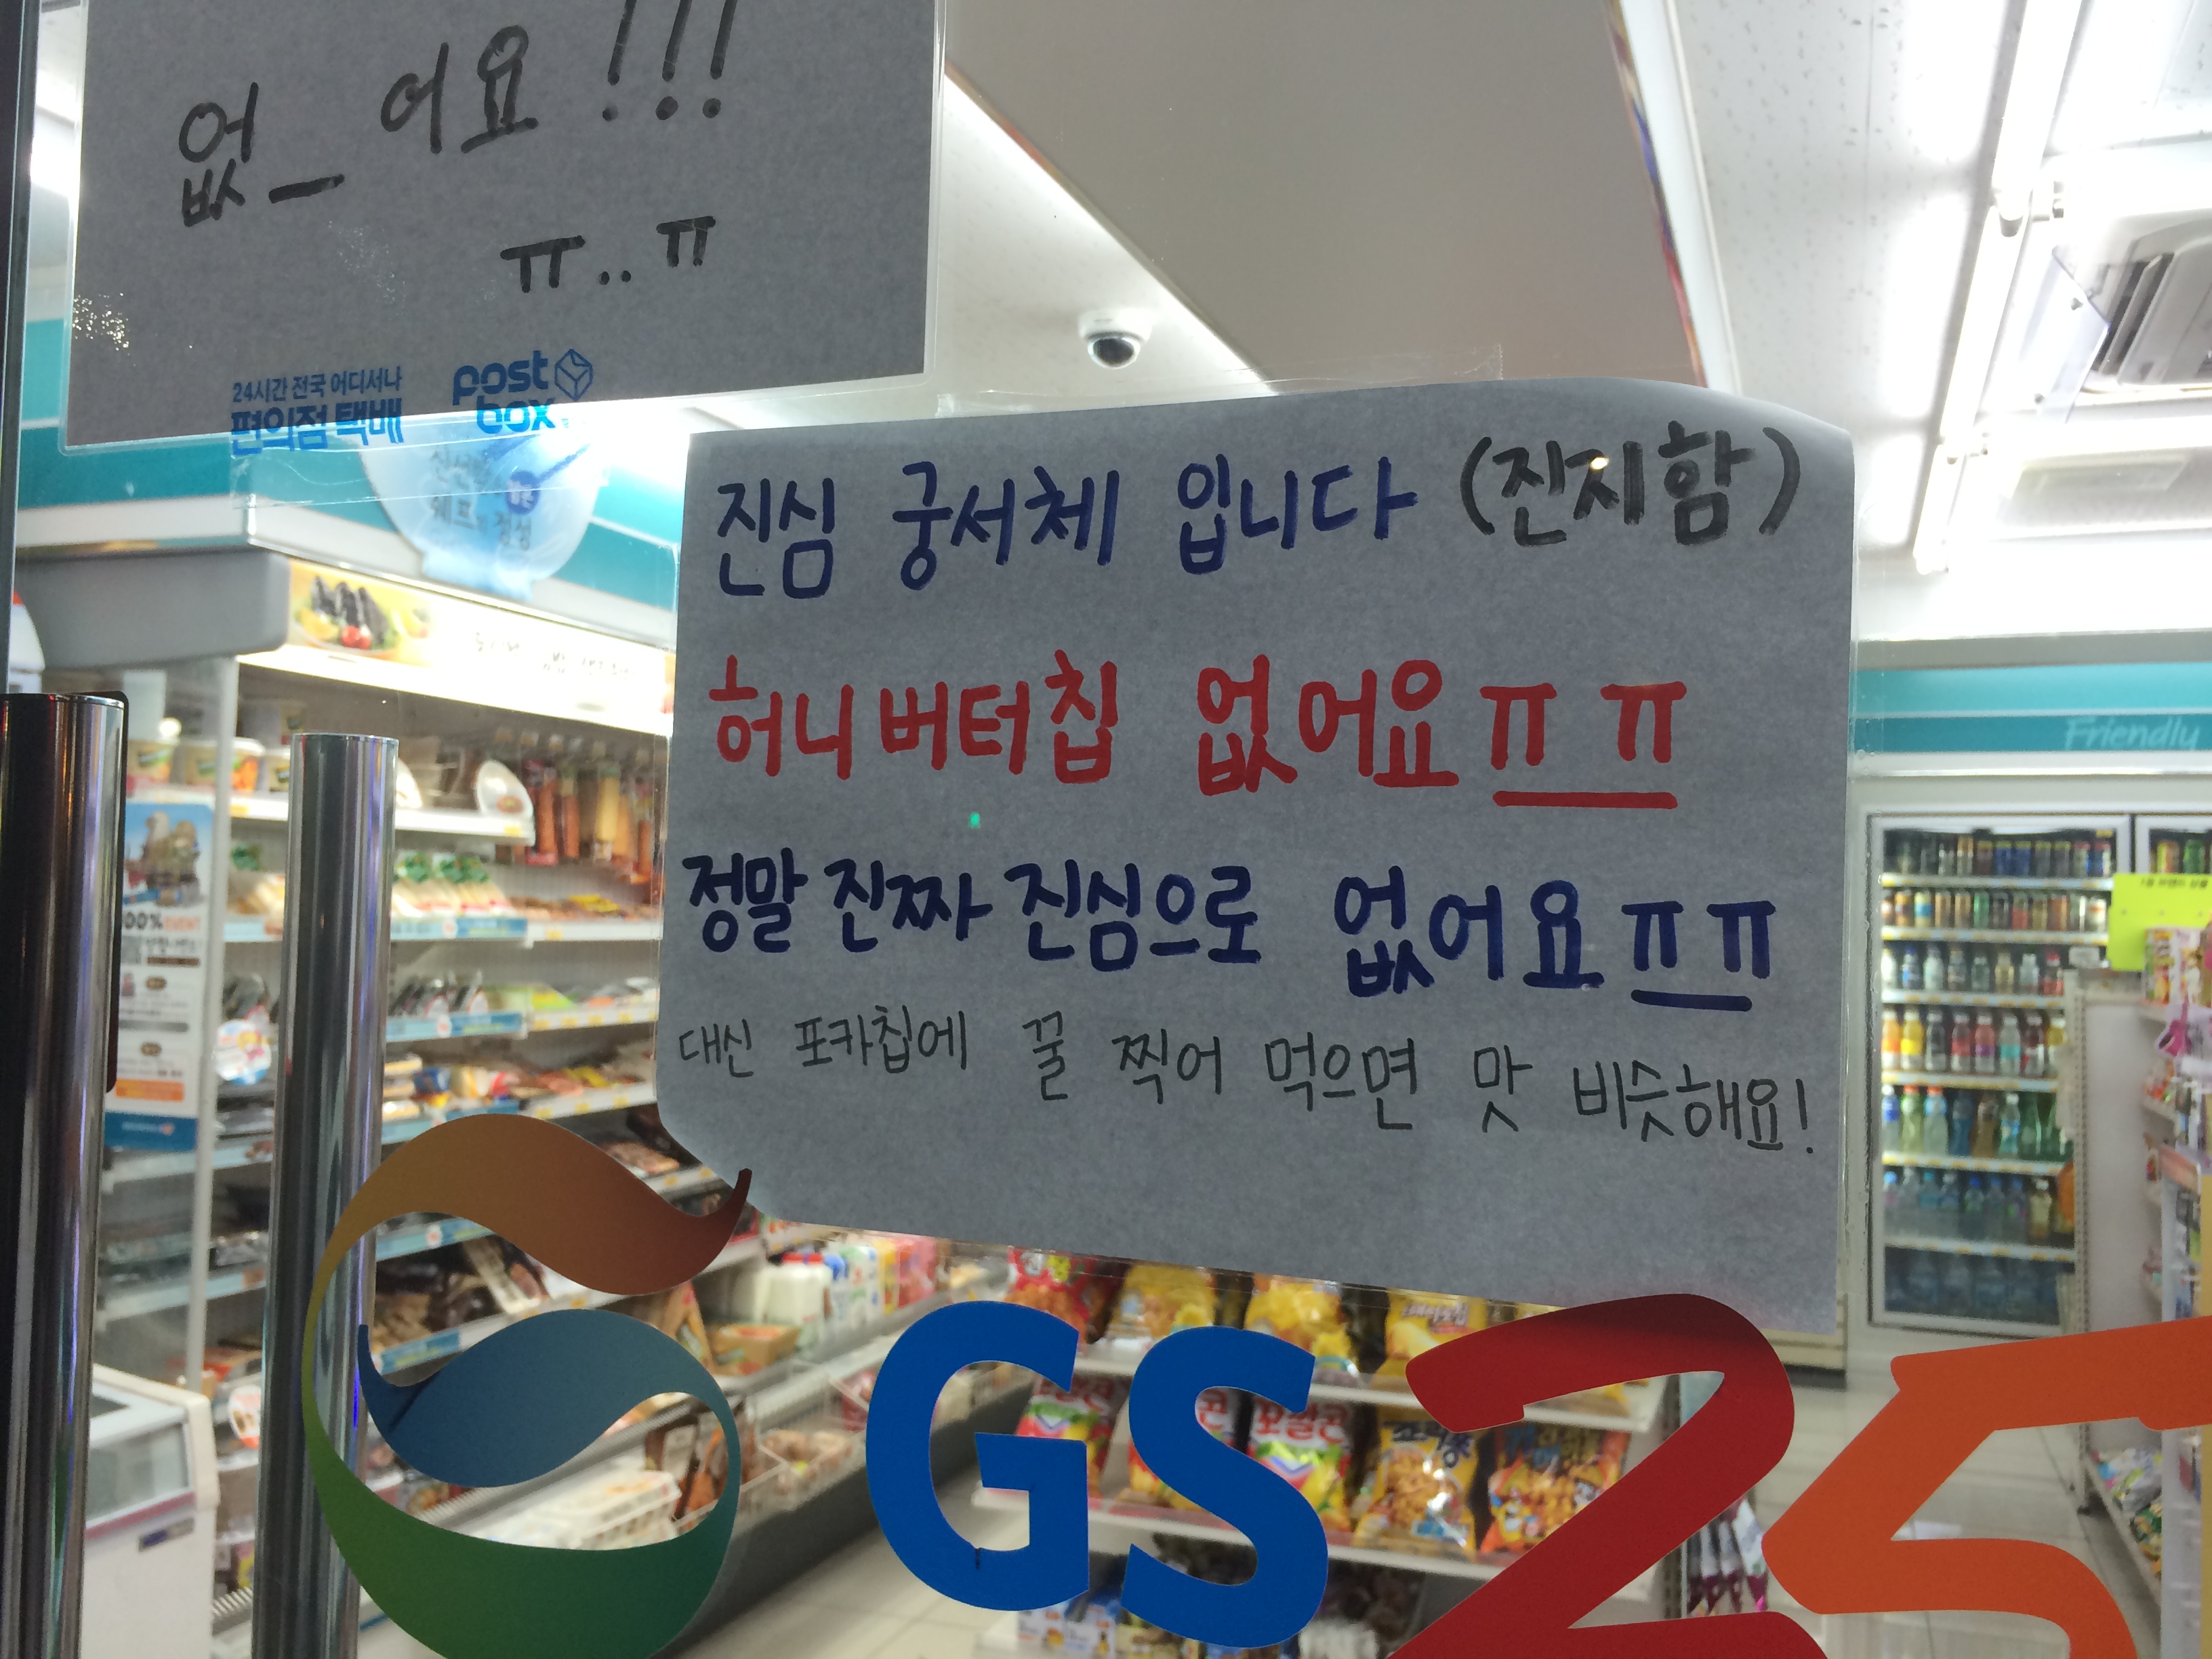 없_어요!!!
ㅠ..ㅠ
24시간 전국 어디서나
편의점 택배
post
box
진심 궁서체 입니다 (진지함)
허니버터칩 없어요ㅠㅠ
정말 진짜 진심으로 없어요ㅠㅠ
대신 포카칩에 꿀 찍어 먹으면 맛 비슷해요!
Friendly
GS25
꼬깔콘